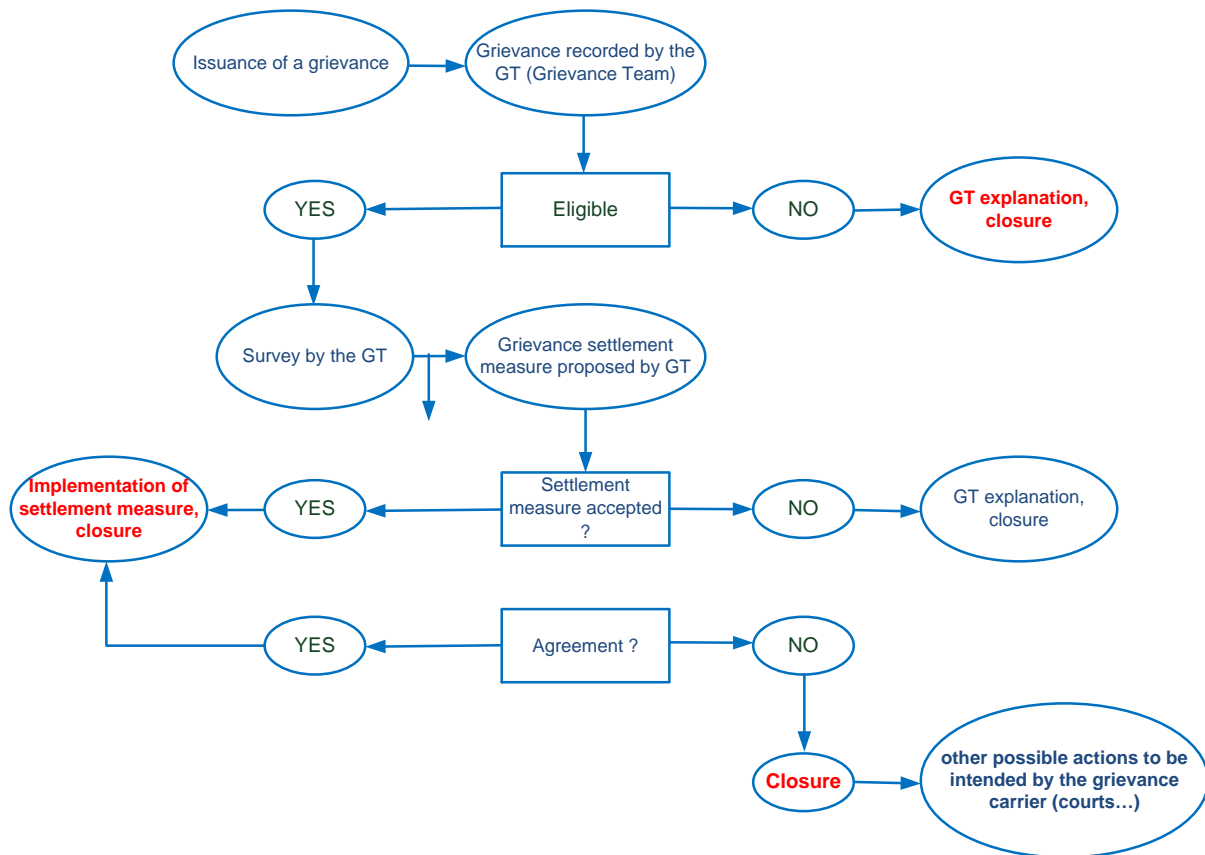 Issuance of a grievance
Grievance recorded by the
GT (Grievance Team)
YES
Eligible
NO
GT explanation,
closure
Survey by the GT
Grievance settlement
measure proposed by GT
Implementation of
settlement measure,
closure
YES
Settlement
measure accepted
?
NO
GT explanation,
closure
YES
Agreement ?
NO
Closure
other possible actions to be
intended by the grievance
carrier (courts…)